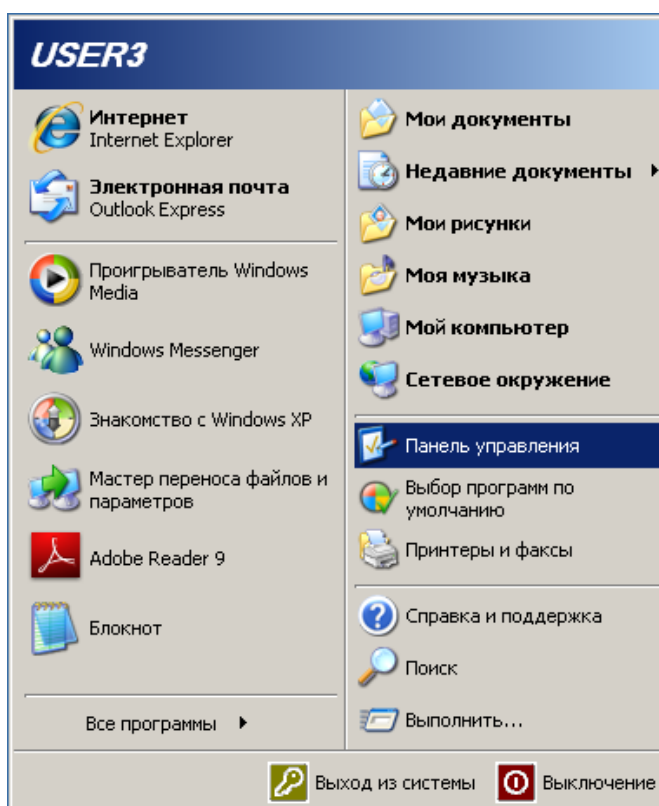 USER3
Интернет
Internet Explorer
Электронная почта
Outlook Express
Проигрыватель Windows
Media
Windows Messenger
Знакомство с Windows XP
Мастер переноса файлов и
параметров
Adobe Reader 9
Блокнот
Все программы
Мои документы
Недавние документы
Мои рисунки
Моя музыка
Мой компьютер
Сетевое окружение
Панель управления
Выбор программ по
умолчанию
Принтеры и факсы
Справка и поддержка
Поиск
Выполнить...
Выход из системы
Выключение